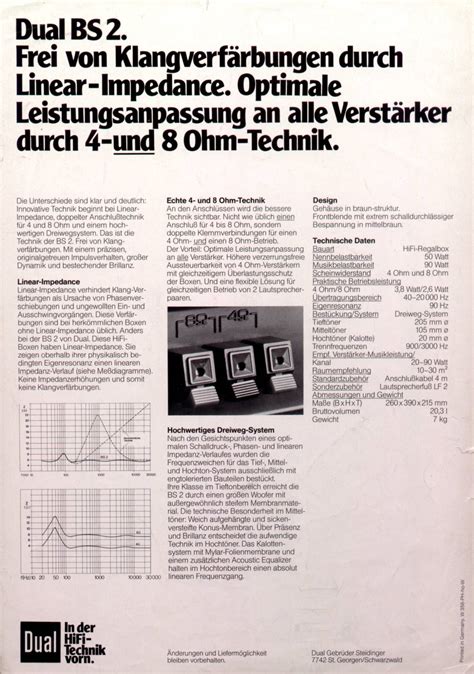 Dual BS 2.
Frei von Klangverfärbungen durch
Linear-Impedance. Optimale
Leistungsanpassung an alle Verstärker
durch 4-und 8 Ohm-Technik.
Die Unterschiede sind klar und deutlich:
Innovative Technik beginnt bei Linear-
Impedance, doppelter Anschlußtechnik
für 4 und 8 Ohm und einem hoch-
wertigen Dreiwegsystem. Das ist die
Technik der BS 2. Frei von Klang-
verfärbungen. Mit einem präzisen,
originalgetreuen Impulsverhalten, großer
Dynamik und bestechender Brillanz.
Linear-Impedance
Linear-Impedance verhindert Klang-Ver-
färbungen als Ursache von Phasenver-
schiebungen und ungewollten Ein- und
Ausschwingvorgängen. Diese Verfär-
bungen sind bei herkömmlichen Boxen
ohne Linear-Impedance üblich. Anders
bei der BS 2 von Dual. Diese HiFi-
Boxen haben Linear-Impedance. Sie
zeigen oberhalb ihrer physikalisch be-
dingten Eigenresonanz einen linearen
Impedanz-Verlauf (siehe Meßdiagramme).
Keine Impedanzerhöhungen und somit
keine Klangverfärbungen.
20 50 100 1000 10000 30000
Echte 4- und 8 Ohm-Technik
An den Anschlüssen wird die bessere
Technik sichtbar. Nicht wie üblich einen
Anschluß für 4 bis 8 Ohm, sondern
doppelte Klemmverbindungen für einen
4 Ohm- und einen 8 Ohm-Betrieb.
Der Vorteil: Optimale Leistungsanpassung
an alle Verstärker. Höhere verzerrungsfreie
Aussteuerbarkeit von 4 Ohm-Verstärkern
mit gleichzeitigem Überlastungsschutz
der Boxen. Und eine flexible Lösung für
gleichzeitigen Betrieb von 2 Lautsprecher-
paaren.
8Ω 4Ω
Hochwertiges Dreiweg-System
Nach den Gesichtspunkten eines opti-
malen Schalldruck-, Phasen- und linearen
Impedanz-Verlaufes wurden die
Frequenzweichen für das Tief-, Mittel-
und Hochton-System ausschließlich mit
engtolerierten Bauteilen bestückt.
Ihre Klasse im Tieftonbereich erreicht die
BS 2 durch einen großen Woofer mit
außergewöhnlich steifem Membranmate-
rial. Die technische Besonderheit im Mittel-
töner: Weich aufgehängte und sicken-
versteifte Konus-Membran. Über Präsenz
und Brillanz entscheidet die aufwendige
Technik im Hochtöner. Das Kalotten-
system mit Mylar-Folienmembrane und
einem zusätzlichen Acoustic Equalizer
halten im Hochtonbereich einen absolut
linearen Frequenzgang.
Design
Gehäuse in braun-struktur.
Frontblende mit extrem schalldurchlässiger
Bespannung in mittelbraun.
Technische Daten
Bauart HiFi-Regalbox
Nennbelastbarkeit 50 Watt
Musikbelastbarkeit 90 Watt
Scheinwiderstand 4 Ohm und 8 Ohm
Praktische Betriebsleistung
4 Ohm/8 Ohm 3,8 Watt/2,6 Watt
Übertragungsbereich 40–20000 Hz
Eigenresonanz 90 Hz
Bestückung/System Dreiweg-System
Tieftöner 205 mm ø
Mitteltöner 105 mm ø
Hochtöner (Kalotte) 20 mm ø
Trennfrequenzen 900/3000 Hz
Empf. Verstärker-Musikleistung/
Kanal 20–90 Watt
Raumempfehlung 10–30 m²
Standardzubehör Anschlußkabel 4 m
Sonderzubehör Lautsprecherfuß LF 2
Abmessungen und Gewicht
Maße (B x H x T) 260 x 390 x 215 mm
Bruttovolumen 20,3 l
Gewicht 7 kg
Dual
In der
HiFi-
Technik
vorn.
Änderungen und Liefermöglichkeit
bleiben vorbehalten.
Dual Gebrüder Steidinger
7742 St. Georgen/Schwarzwald
Printed in Germany